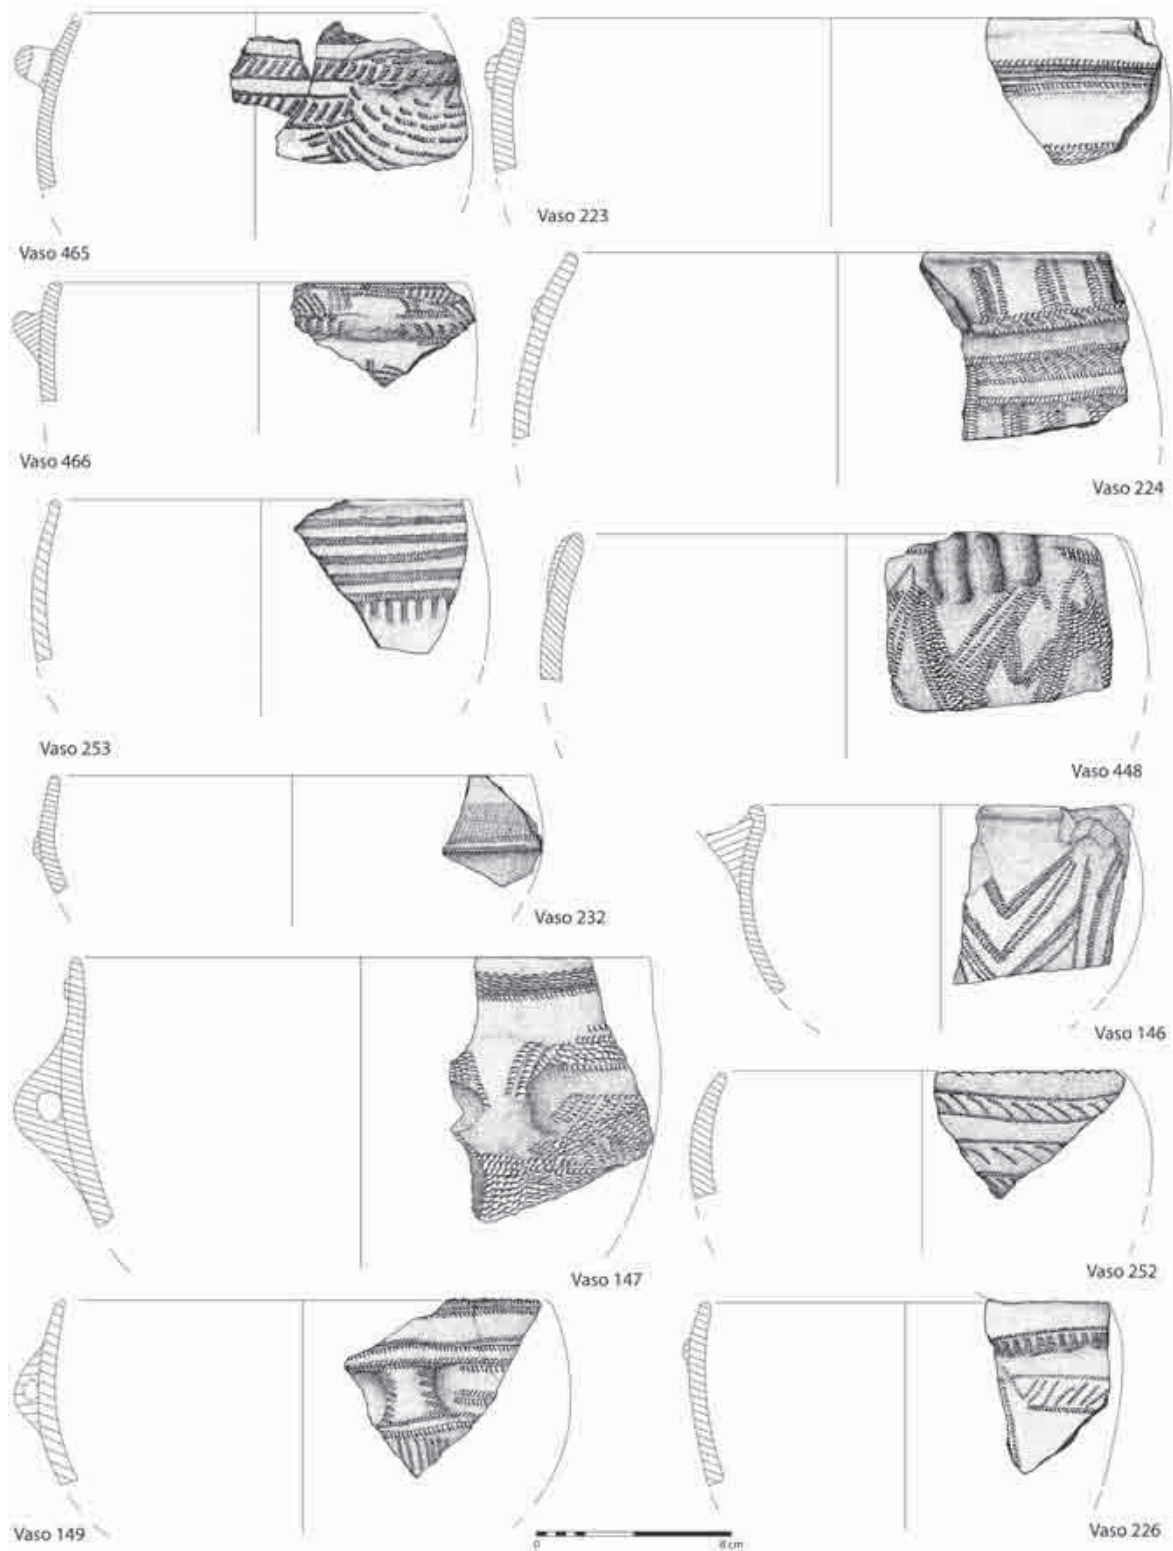 Vaso 465
Vaso 223
Vaso 466
Vaso 224
Vaso 253
Vaso 448
Vaso 232
Vaso 146
Vaso 147
Vaso 252
Vaso 149
Vaso 226
0 8 cm